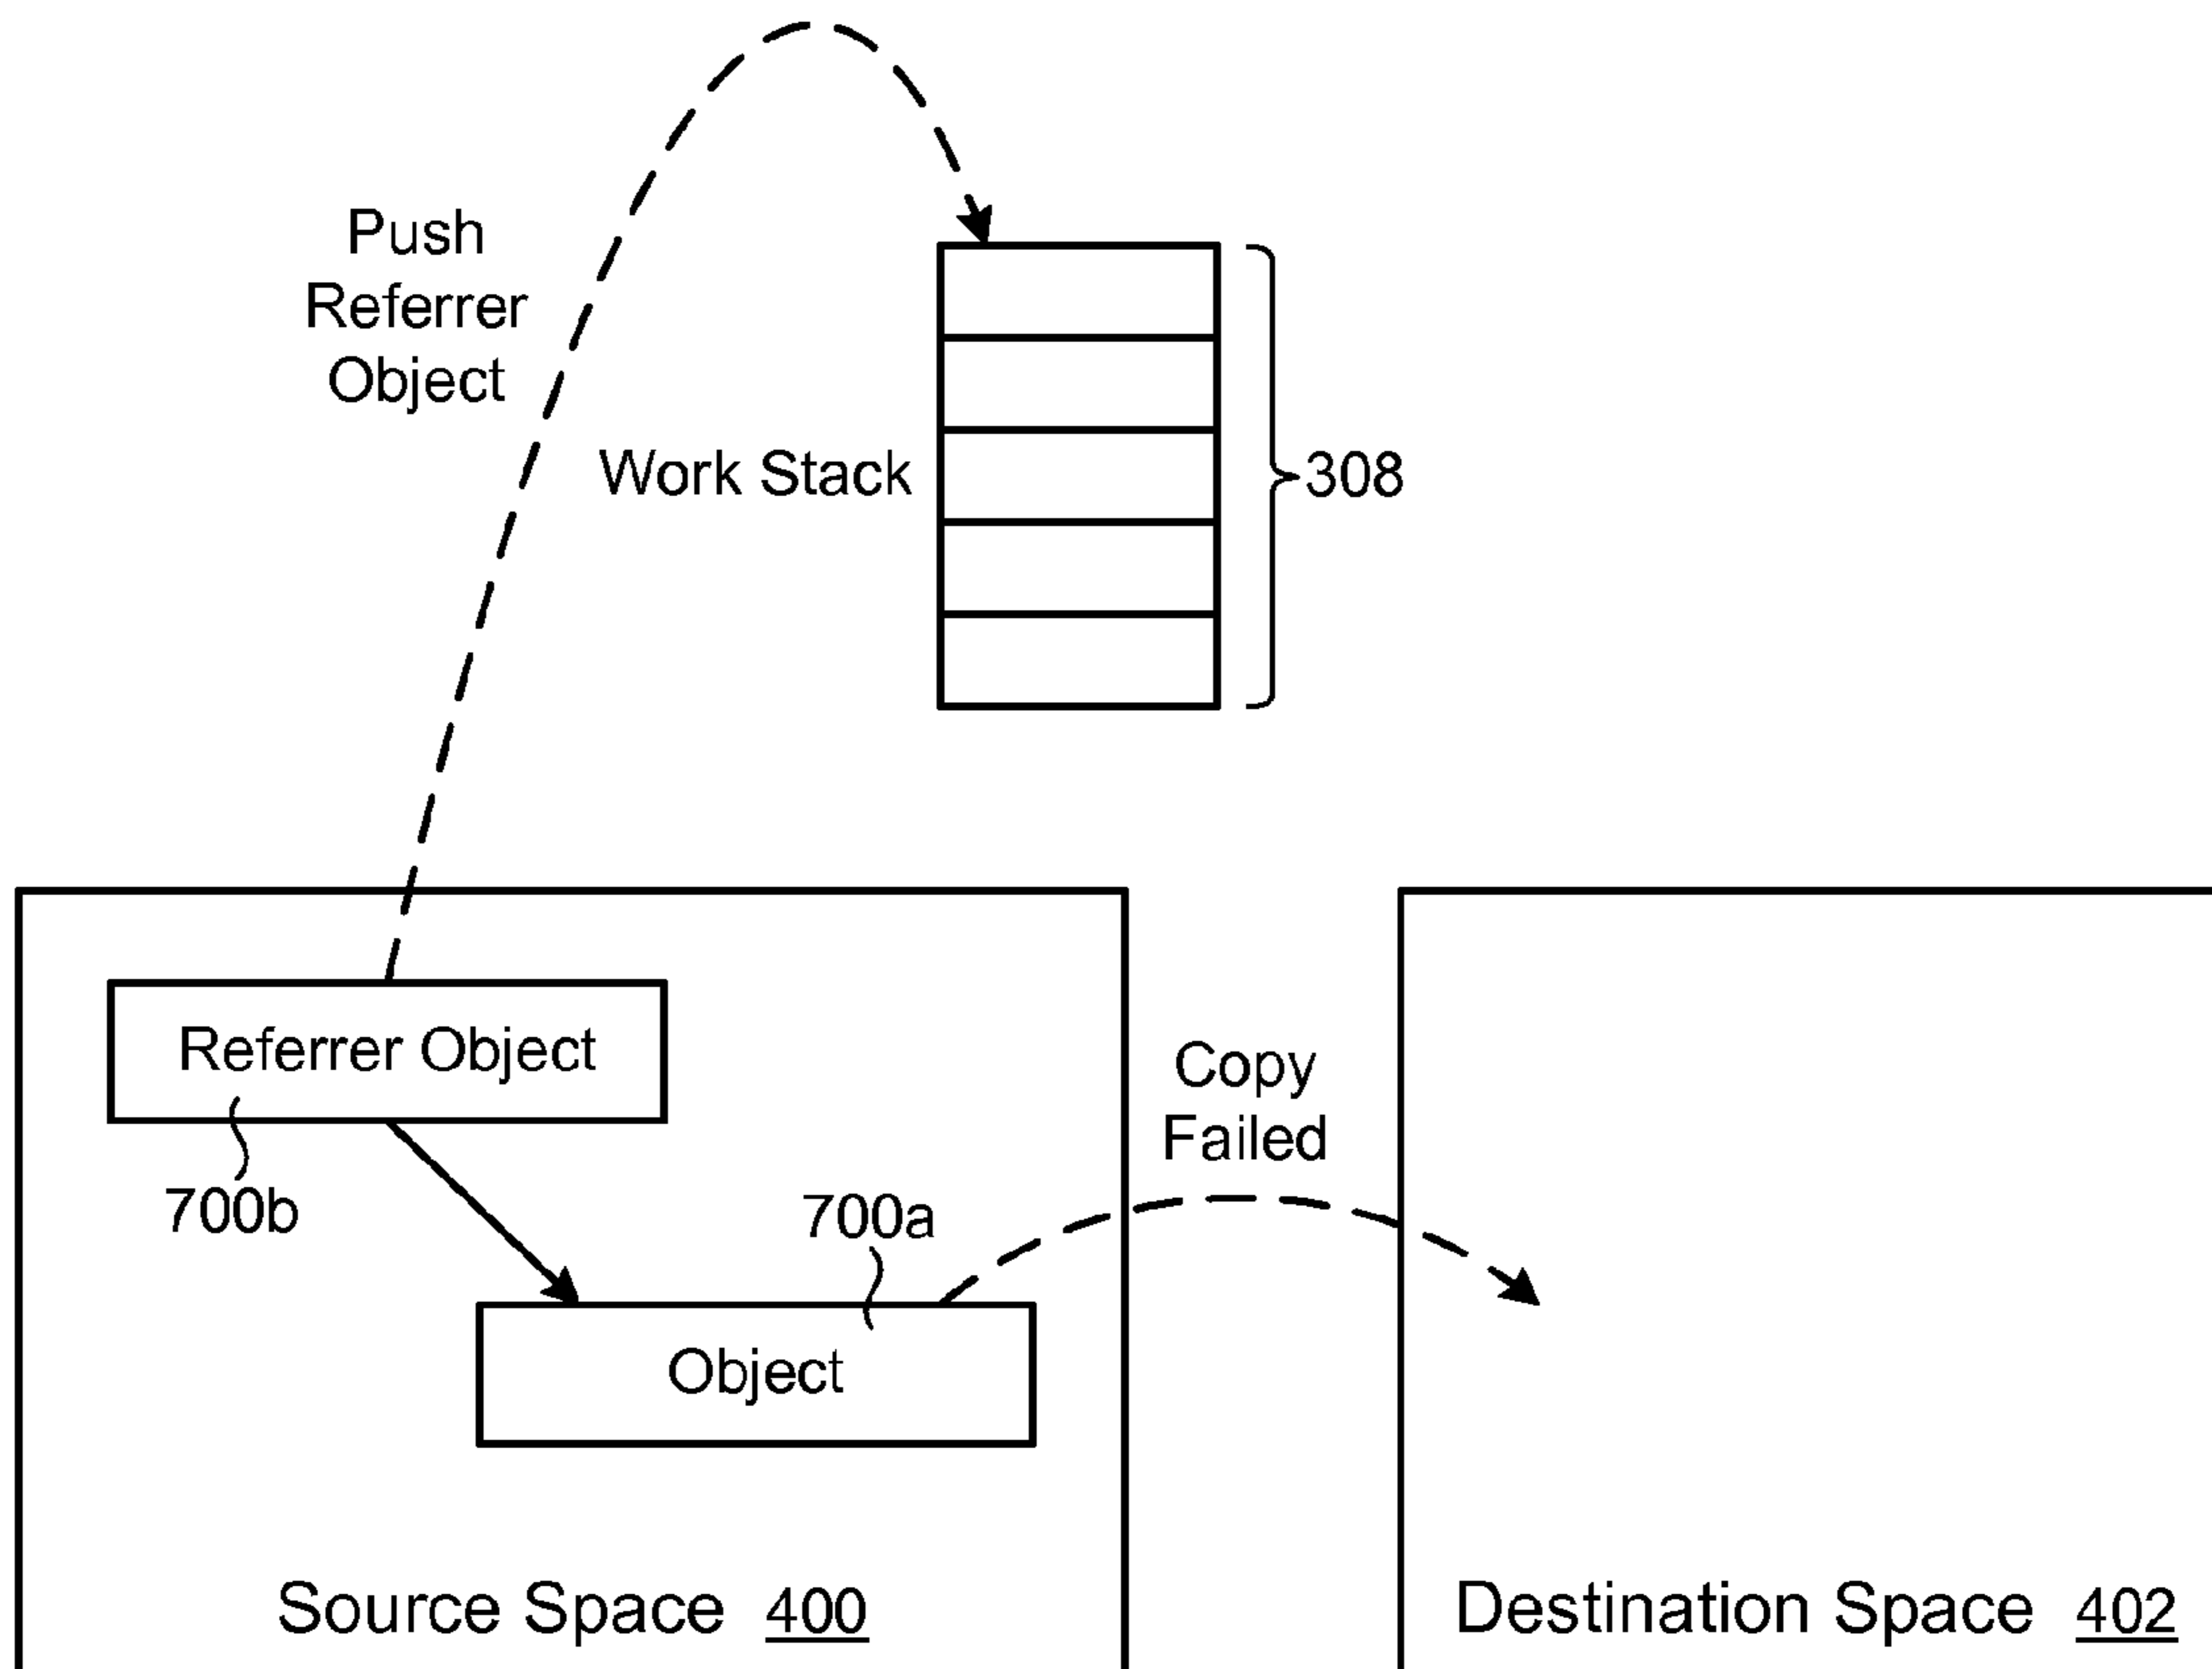 Push
Referrer
Object
Work Stack
308
Referrer Object
Copy
Failed
700b
700a
Object
Source Space 400
Destination Space 402